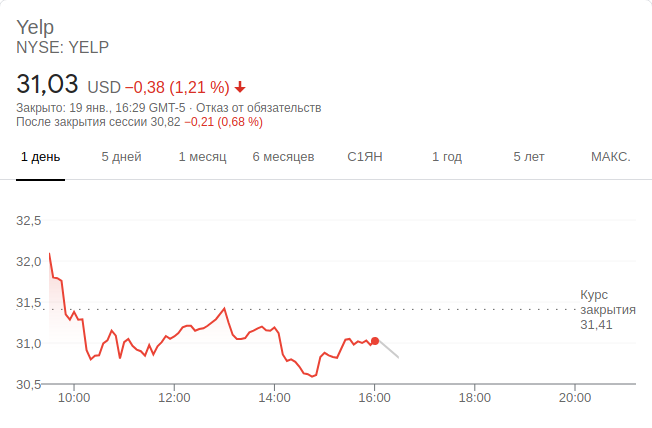 Yelp
NYSE: YELP
31,03 USD −0,38 (1,21 %)
Закрыто: 19 янв., 16:29 GMT-5 · Отказ от обязательств
После закрытия сессии 30,82 −0,21 (0,68 %)
1 день 5 дней 1 месяц 6 месяцев С1ЯН 1 год 5 лет МАКС.
32,5
32,0
31,5
31,0
30,5
Курс
закрытия
31,41
10:00 12:00 14:00 16:00 18:00 20:00